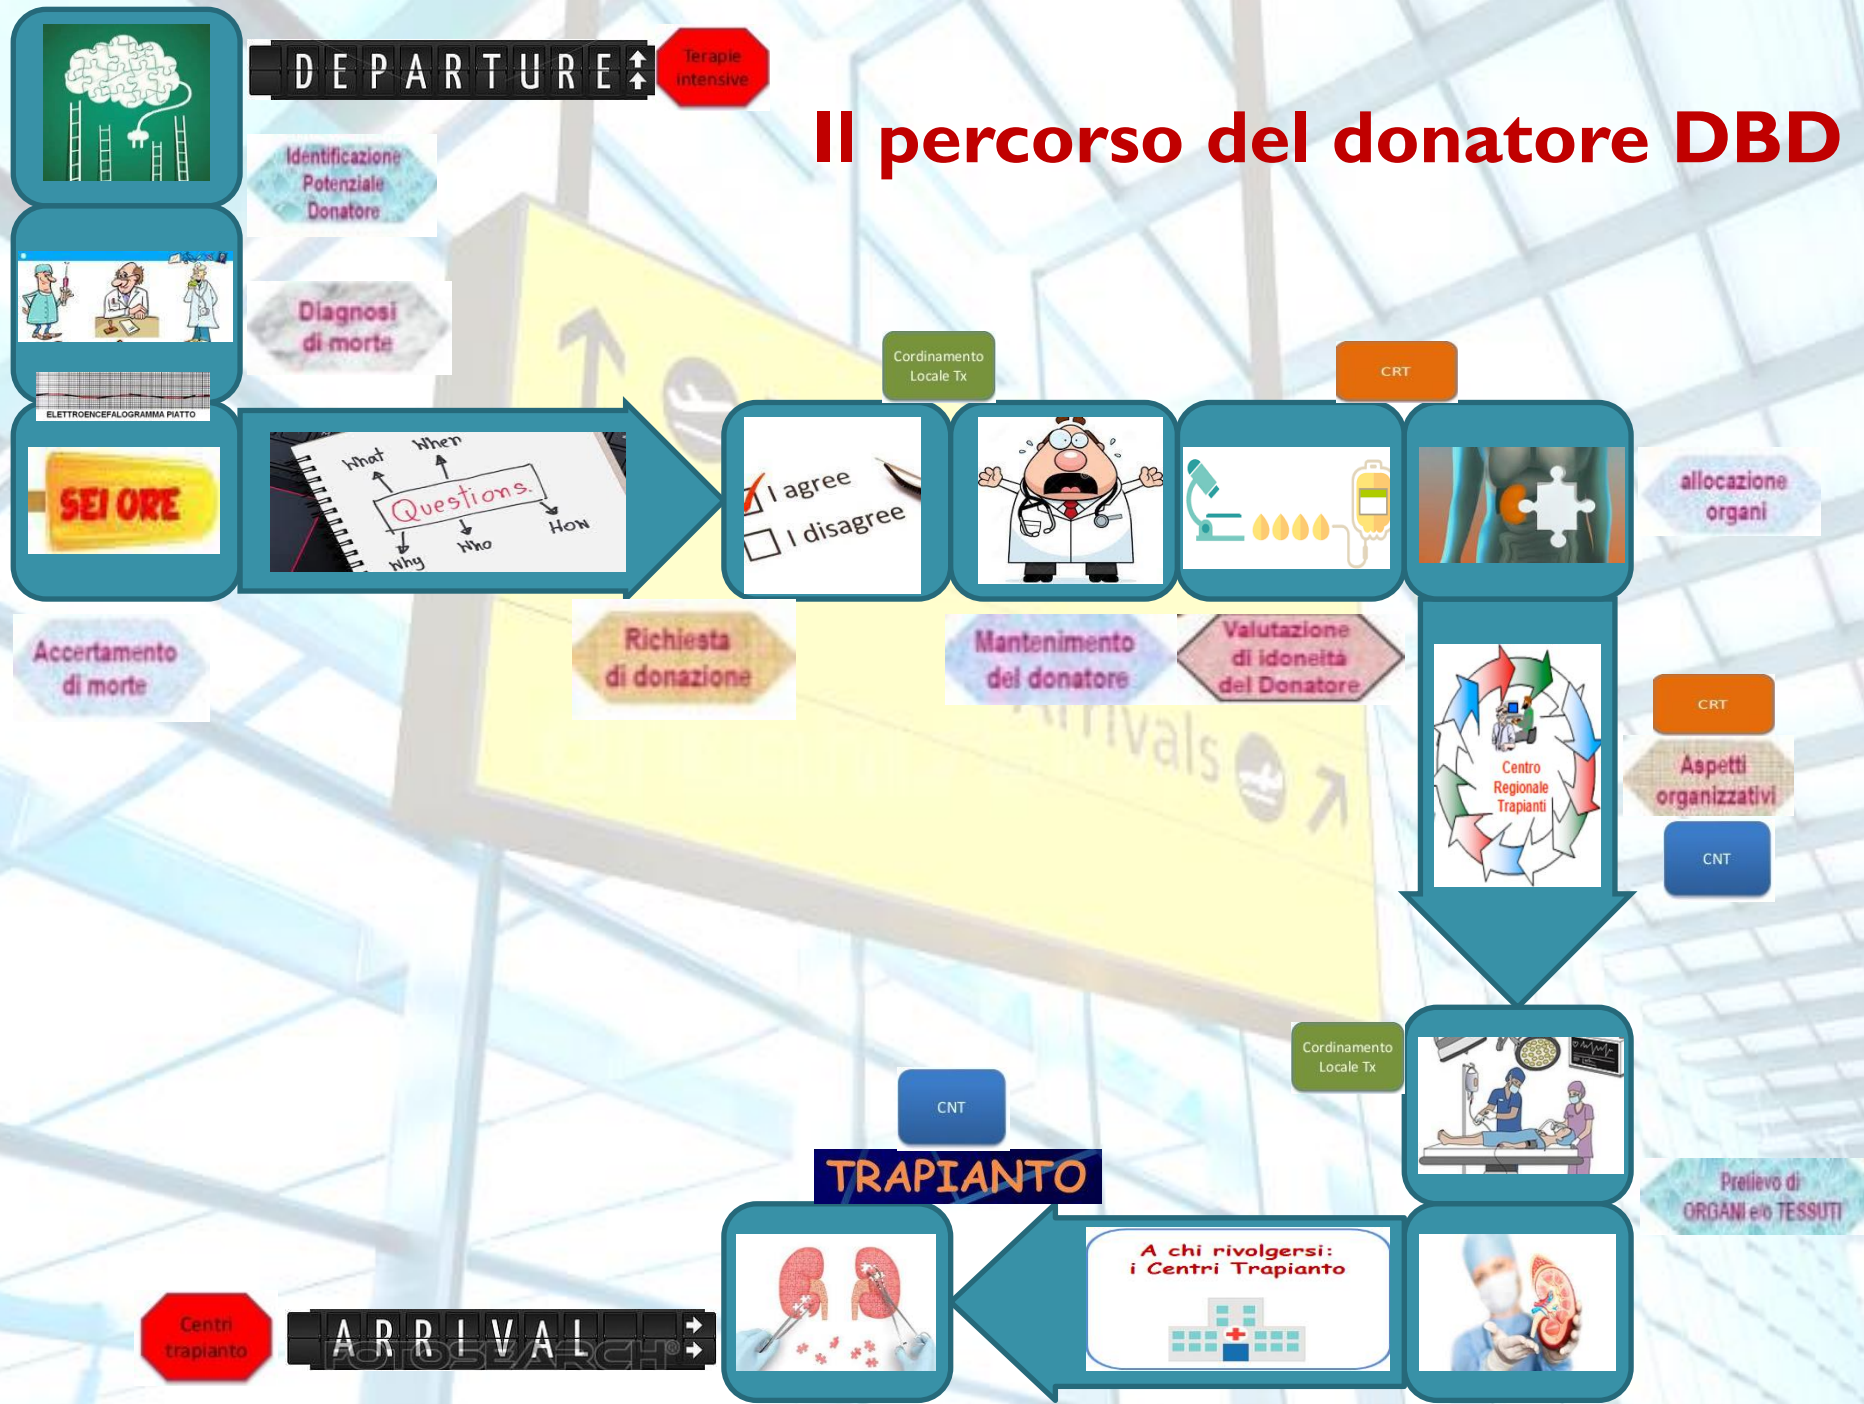 DEPARTURE
Terapie
intensive
Il percorso del donatore DBD
Identificazione
Potenziale
Donatore
Diagnosi
di morte
Cordinamento
Locale Tx
CRT
ELETTROENCEFALOGRAMMA PIATTO
SEI ORE
What
When
Questions.
Why
Who
How
I agree
I disagree
allocazione
organi
Accertamento
di morte
Richiesta
di donazione
Mantenimento
del donatore
Valutazione
di idoneità
del Donatore
Arrivals
Centro
Regionale
Trapianti
CRT
Aspetti
organizzativi
CNT
Cordinamento
Locale Tx
CNT
TRAPIANTO
Prelievo di
ORGANI e/o TESSUTI
A chi rivolgersi:
i Centri Trapianto
Centri
trapianto
ARRIVAL
FOTOSEARCH®